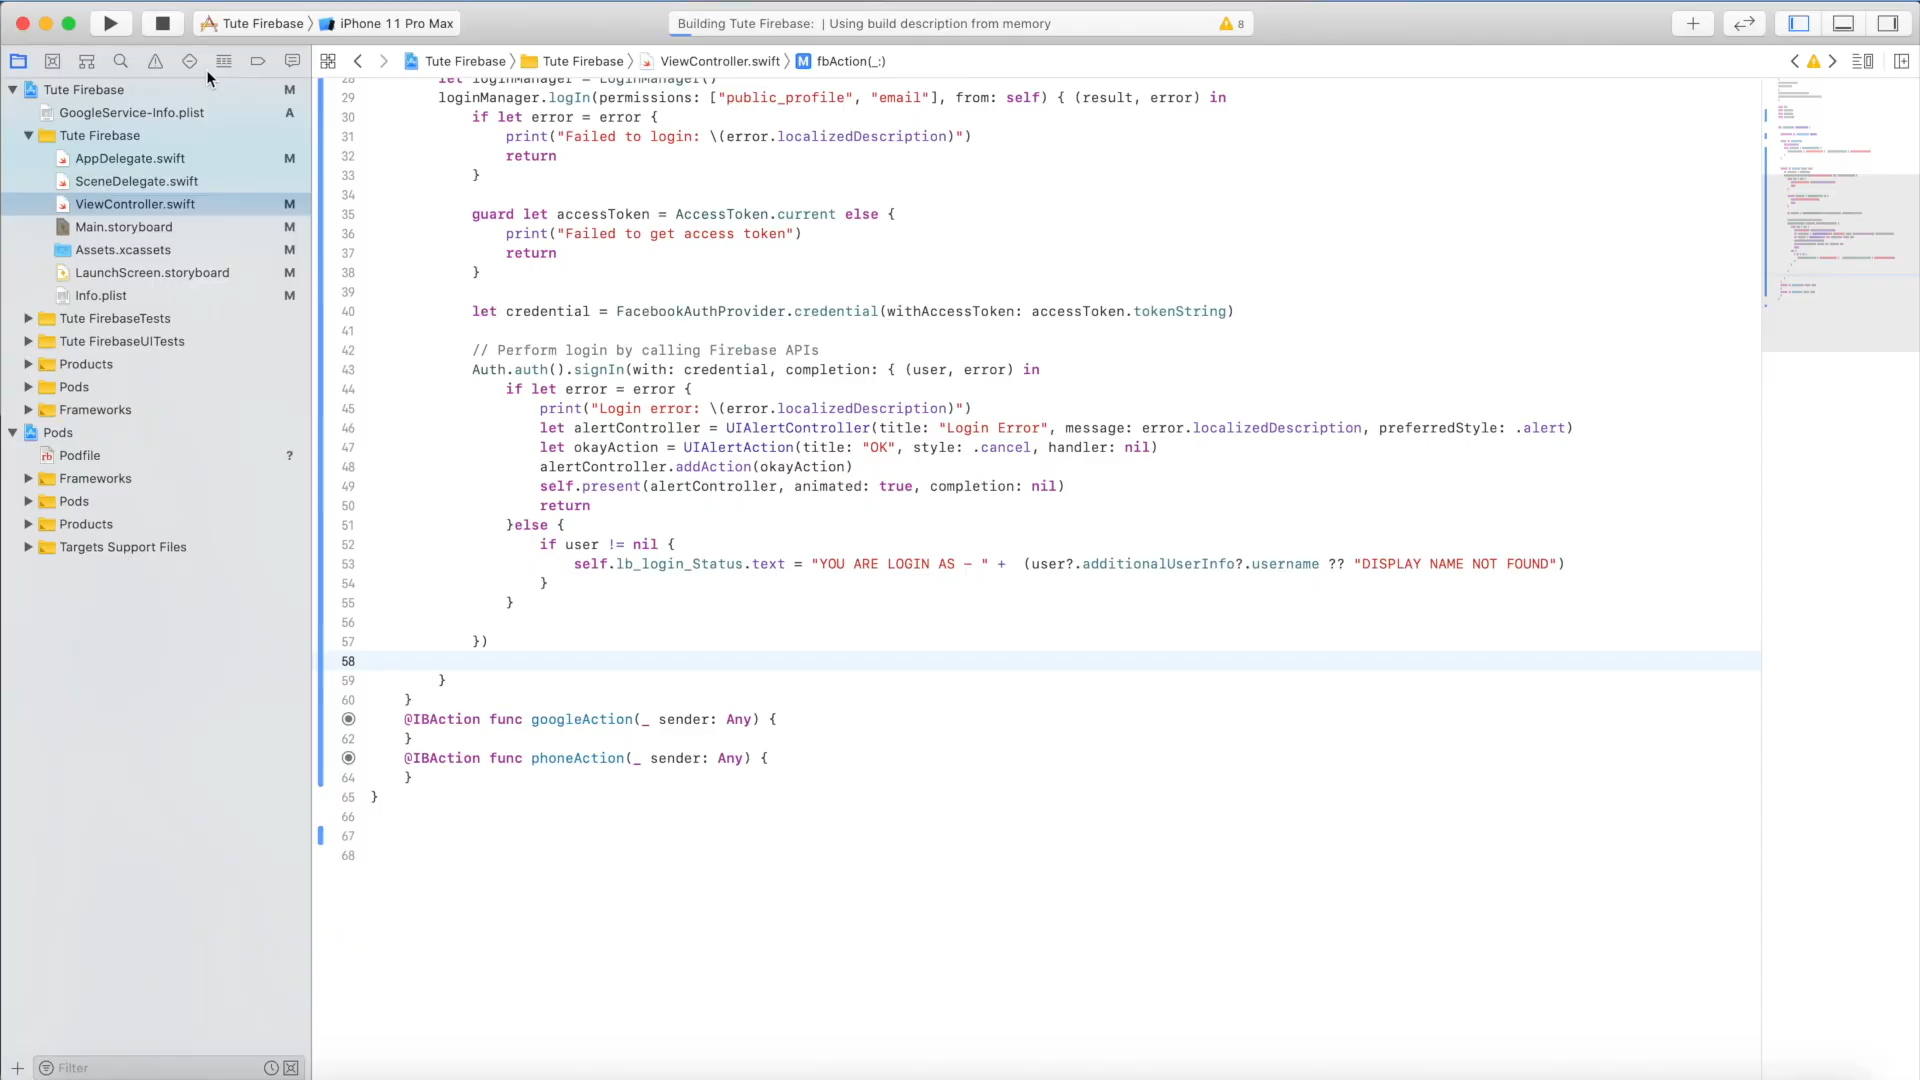 Tute Firebase
iPhone 11 Pro Max
Building Tute Firebase: | Using build description from memory
8
Tute Firebase
Tute Firebase
ViewController.swift
M
fbAction(_:)
Tute Firebase
M
GoogleService-Info.plist
A
Tute Firebase
AppDelegate.swift
M
SceneDelegate.swift
ViewController.swift
M
Main.storyboard
M
Assets.xcassets
M
LaunchScreen.storyboard
M
Info.plist
M
Tute FirebaseTests
Tute FirebaseUITests
Products
Pods
Frameworks
Pods
rb
Podfile
?
Frameworks
Pods
Products
Targets Support Files
Filter
28 let loginManager = LoginManager()
29 loginManager.logIn(permissions: ["public_profile", "email"], from: self) { (result, error) in
30 if let error = error {
31 print("Failed to login: \(error.localizedDescription)")
32 return
33 }
34
35 guard let accessToken = AccessToken.current else {
36 print("Failed to get access token")
37 return
38 }
39
40 let credential = FacebookAuthProvider.credential(withAccessToken: accessToken.tokenString)
41
42 // Perform login by calling Firebase APIs
43 Auth.auth().signIn(with: credential, completion: { (user, error) in
44 if let error = error {
45 print("Login error: \(error.localizedDescription)")
46 let alertController = UIAlertController(title: "Login Error", message: error.localizedDescription, preferredStyle: .alert)
47 let okayAction = UIAlertAction(title: "OK", style: .cancel, handler: nil)
48 alertController.addAction(okayAction)
49 self.present(alertController, animated: true, completion: nil)
50 return
51 }else {
52 if user != nil {
53 self.lb_login_Status.text = "YOU ARE LOGIN AS - " + (user?.additionalUserInfo?.username ?? "DISPLAY NAME NOT FOUND")
54 }
55 }
56
57 })
58
59 }
60 }
@IBAction func googleAction(_ sender: Any) {
62 }
@IBAction func phoneAction(_ sender: Any) {
64 }
65 }
66
67
68